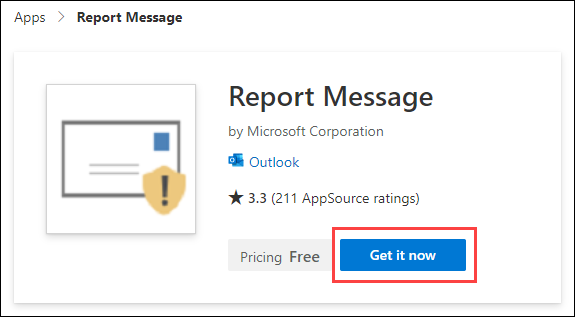 Apps > Report Message
Report Message
by Microsoft Corporation
Outlook
★ 3.3 (211 AppSource ratings)
Pricing Free Get it now